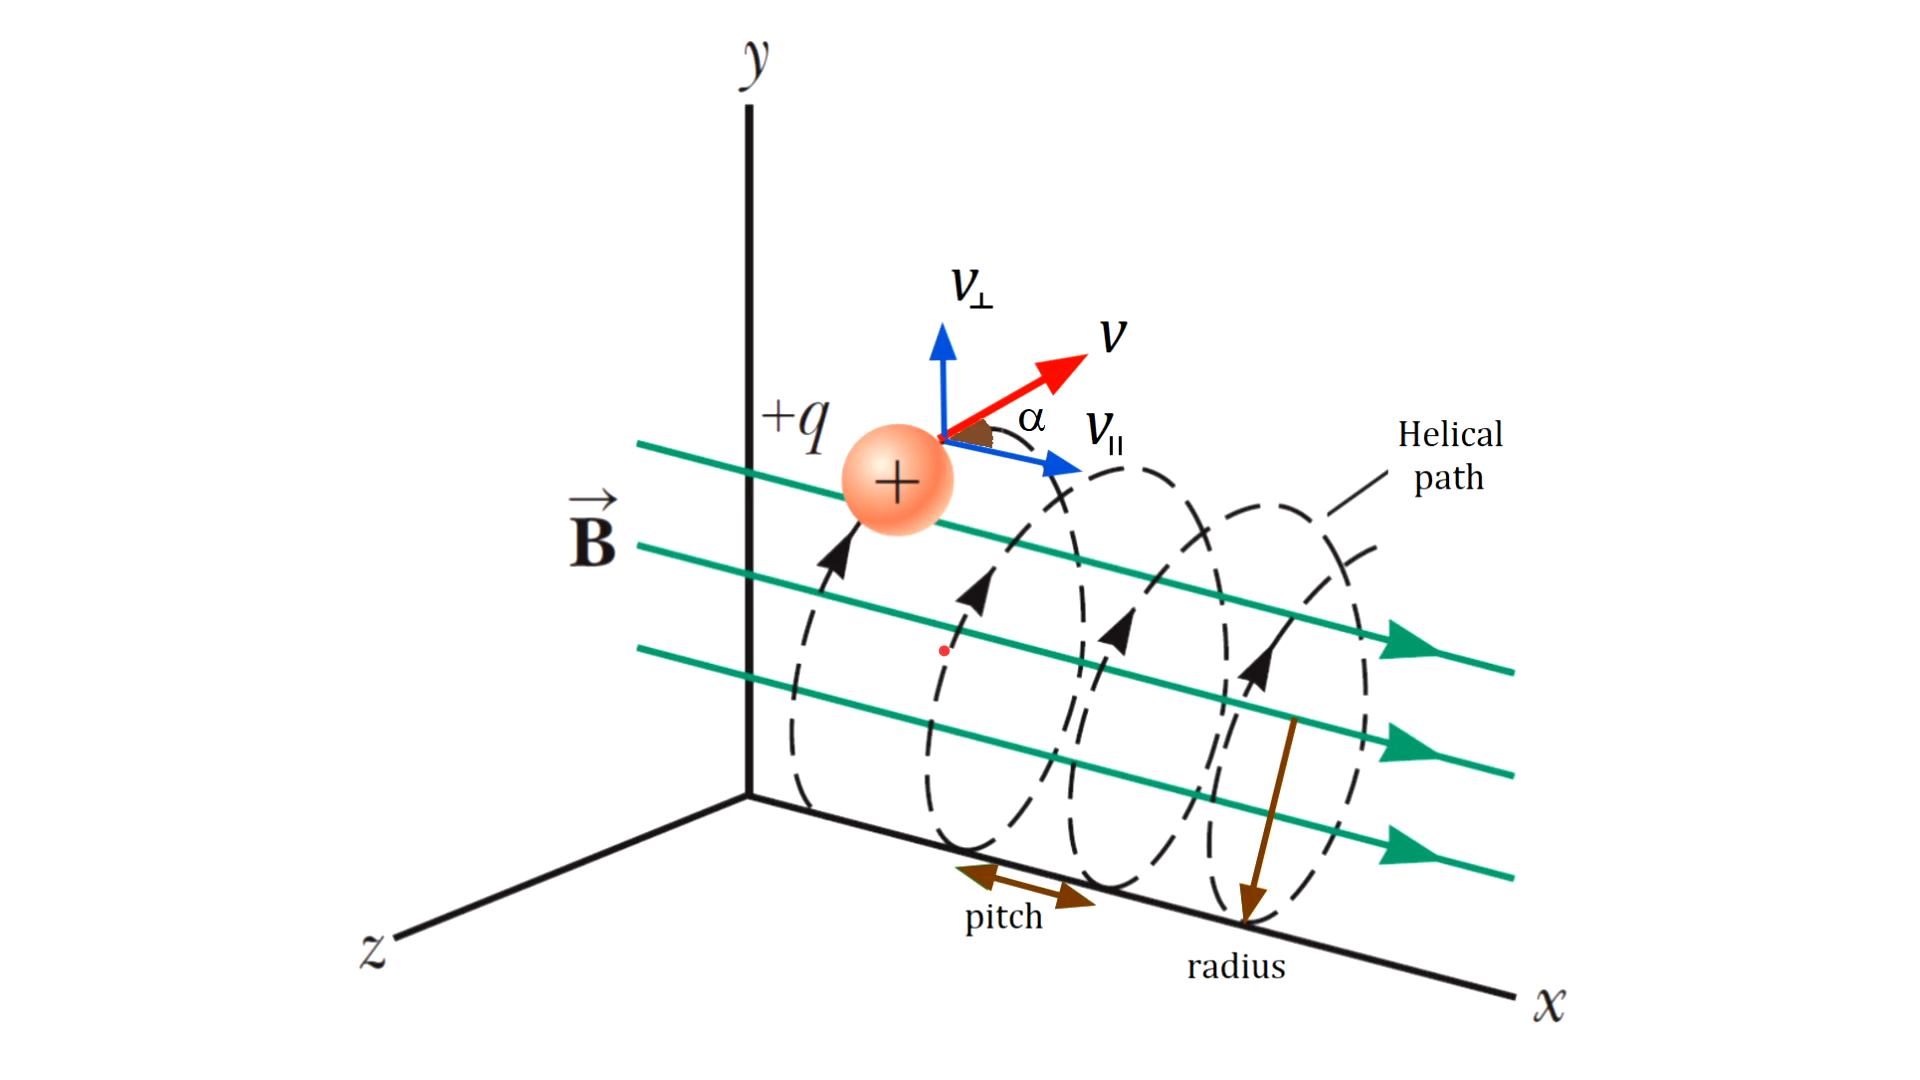 y
v⊥
v
+q
α
v||
+
Helical
path
B⃗
pitch
z
radius
x